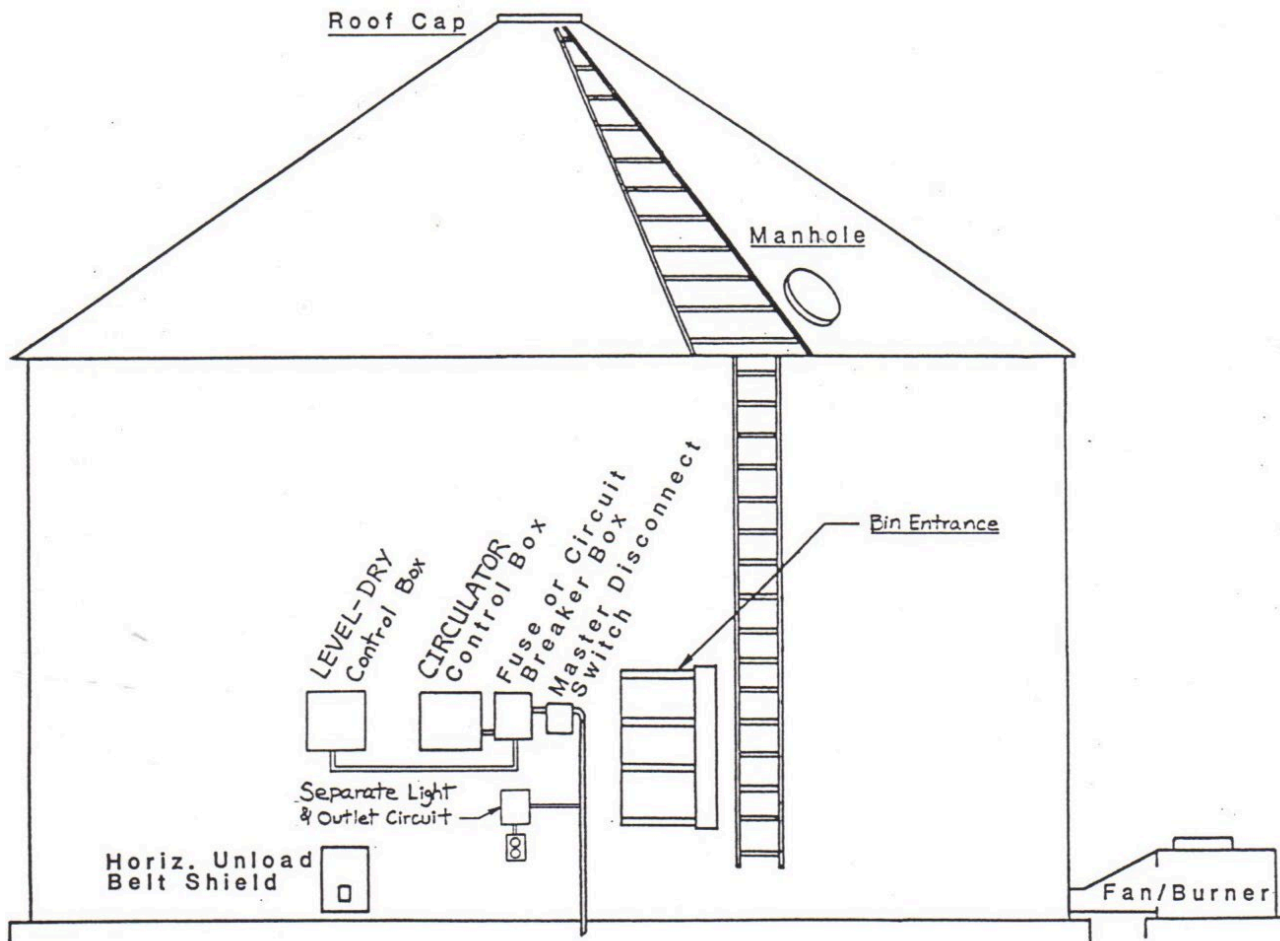 Roof Cap
Manhole
Bin Entrance
LEVEL-DRY
Control Box
CIRCULATOR
Control Box
Fuse or Circuit
Breaker Box
Master Disconnect
Switch
Separate Light
& Outlet Circuit
Horiz. Unload
Belt Shield
Fan/Burner